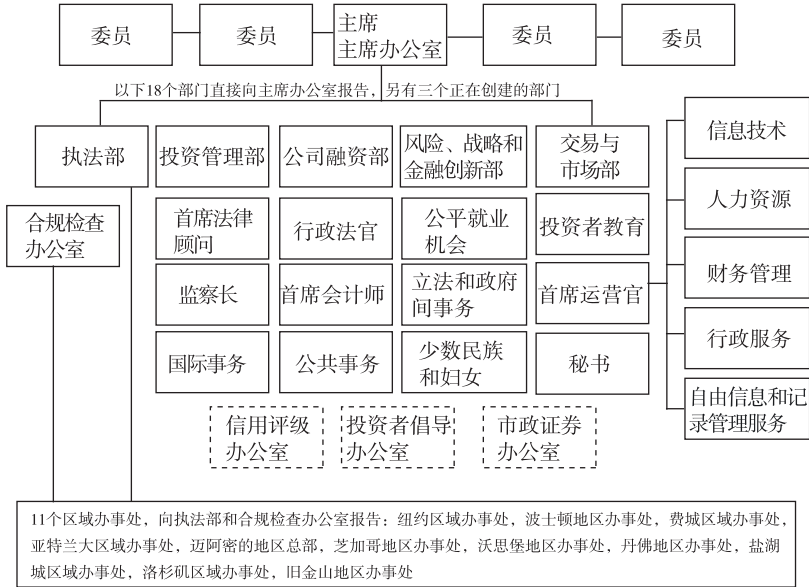 委员
委员
主席
主席办公室
委员
委员
以下18个部门直接向主席办公室报告，另有三个正在创建的部门
执法部
投资管理部
公司融资部
风险、战略和
金融创新部
交易与
市场部
合规检查
办公室
首席法律
顾问
行政法官
公平就业
机会
投资者教育
监察长
首席会计师
立法和政府
间事务
首席运营官
国际事务
公共事务
少数民族
和妇女
秘书
信息技术
人力资源
财务管理
行政服务
自由信息和记
录管理服务
信用评级
办公室
投资者倡导
办公室
市政证券
办公室
11个区域办事处，向执法部和合规检查办公室报告：纽约区域办事处，波士顿地区办事处，费城区域办事处，
亚特兰大区域办事处，迈阿密的地区总部，芝加哥地区办事处，沃思堡地区办事处，丹佛地区办事处，盐湖
城区域办事处，洛杉矶区域办事处，旧金山地区办事处